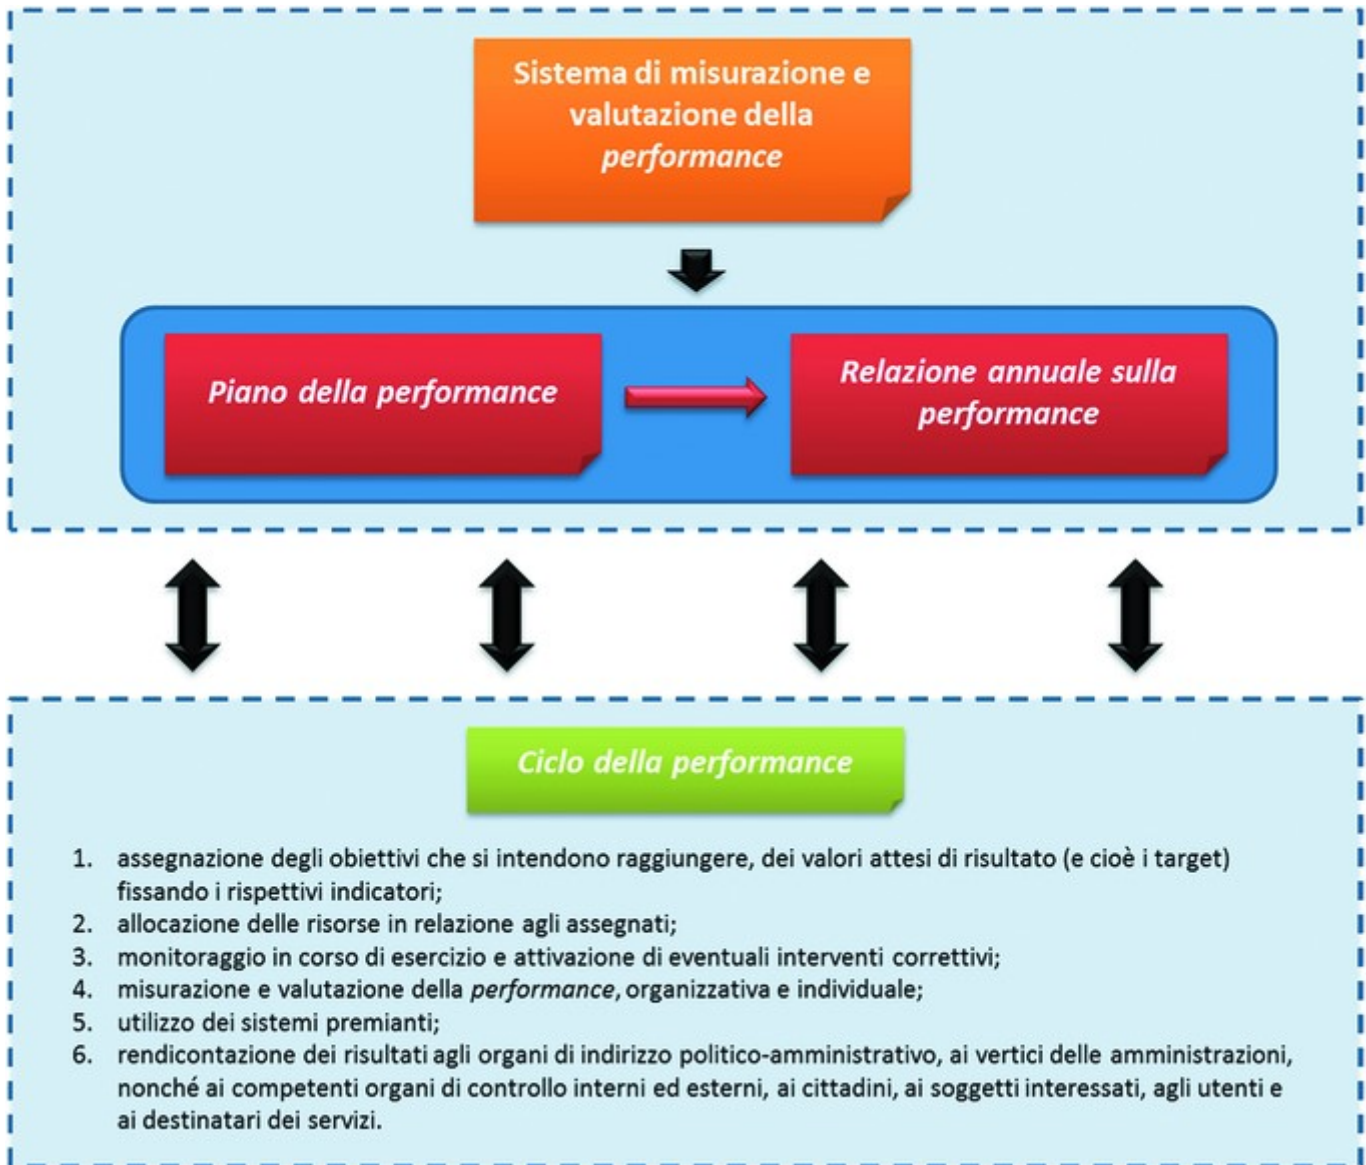 Sistema di misurazione e
valutazione della
performance
Piano della performance
Relazione annuale sulla
performance
Ciclo della performance
1. assegnazione degli obiettivi che si intendono raggiungere, dei valori attesi di risultato (e cioè i target)
fissando i rispettivi indicatori;
2. allocazione delle risorse in relazione agli assegnati;
3. monitoraggio in corso di esercizio e attivazione di eventuali interventi correttivi;
4. misurazione e valutazione della performance, organizzativa e individuale;
5. utilizzo dei sistemi premianti;
6. rendicontazione dei risultati agli organi di indirizzo politico-amministrativo, ai vertici delle amministrazioni,
nonché ai competenti organi di controllo interni ed esterni, ai cittadini, ai soggetti interessati, agli utenti e
ai destinatari dei servizi.